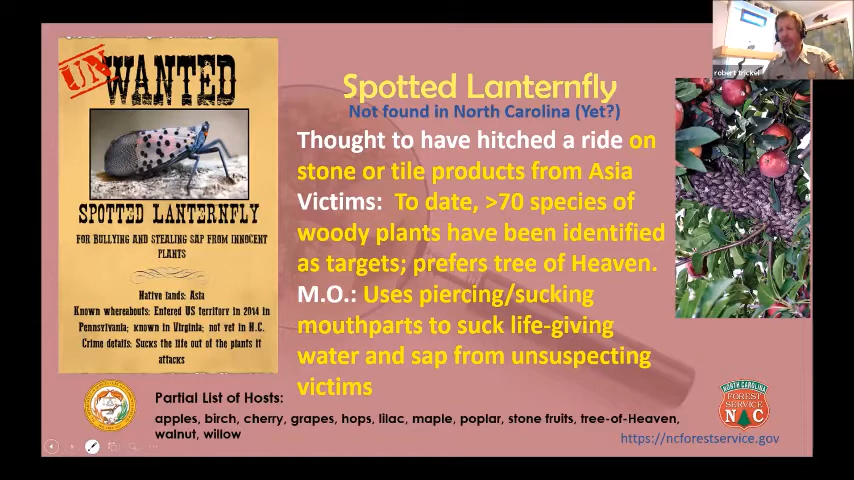 UN
WANTED
SPOTTED LANTERNFLY
FOR BULLYING AND STEALING SAP FROM INNOCENT
PLANTS
Native lands: Asia
Known whereabouts: Entered US territory in 2014 in
Pennsylvania; known in Virginia; not yet in N.C.
Crime details: Sucks the life out of the plants it
attacks
Spotted Lanternfly
Not found in North Carolina (Yet?)
Thought to have hitched a ride on
stone or tile products from Asia
Victims: To date, >70 species of
woody plants have been identified
as targets; prefers tree of Heaven.
M.O.: Uses piercing/sucking
mouthparts to suck life-giving
water and sap from unsuspecting
victims
Partial List of Hosts:
apples, birch, cherry, grapes, hops, lilac, maple, poplar, stone fruits, tree-of-Heaven,
walnut, willow
robert
NORTH CAROLINA
FOREST
SERVICE
N C
https://ncforestservice.gov